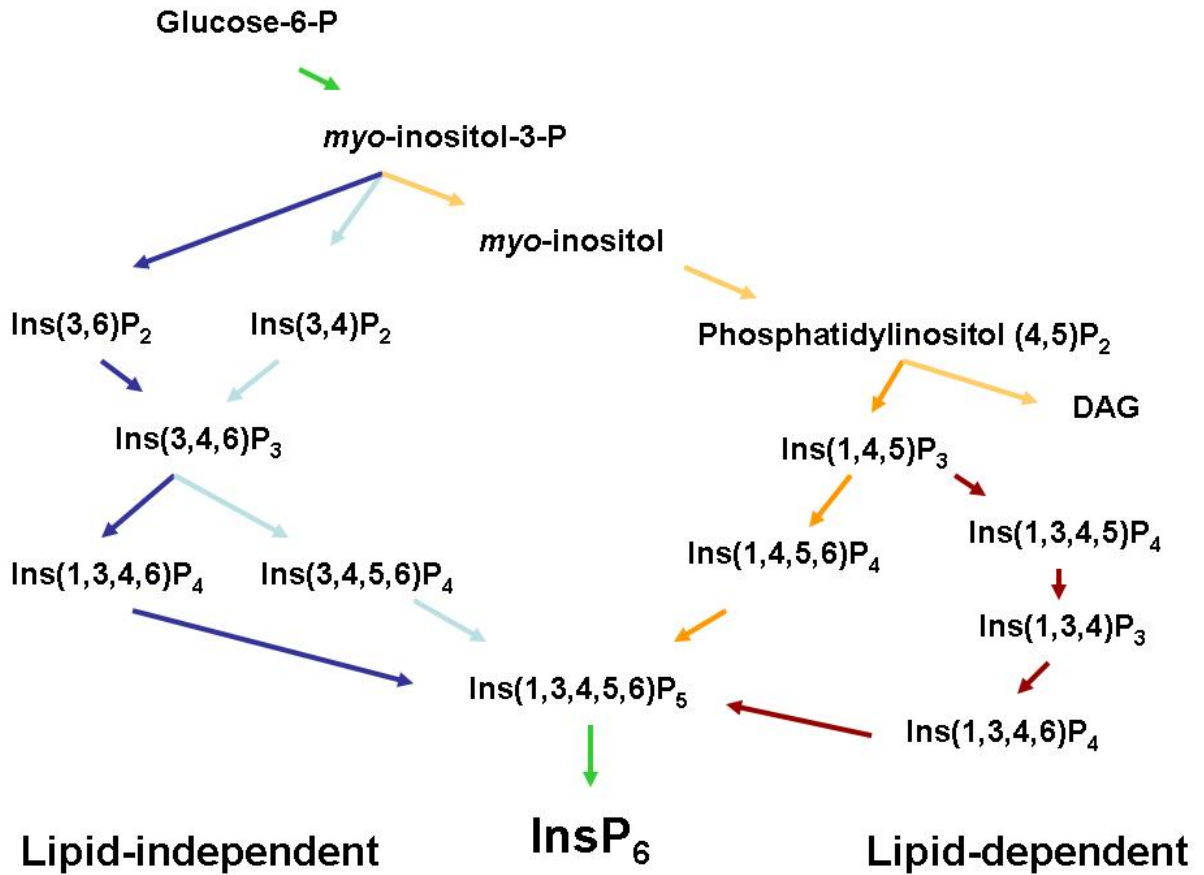 Glucose-6-P
myo-inositol-3-P
myo-inositol
Ins(3,6)P₂
Ins(3,4)P₂
Phosphatidylinositol (4,5)P₂
DAG
Ins(3,4,6)P₃
Ins(1,4,5)P₃
Ins(1,3,4,5)P₄
Ins(1,4,5,6)P₄
Ins(1,3,4,6)P₄
Ins(3,4,5,6)P₄
Ins(1,3,4)P₃
Ins(1,3,4,5,6)P₅
Ins(1,3,4,6)P₄
InsP₆
Lipid-independent
Lipid-dependent